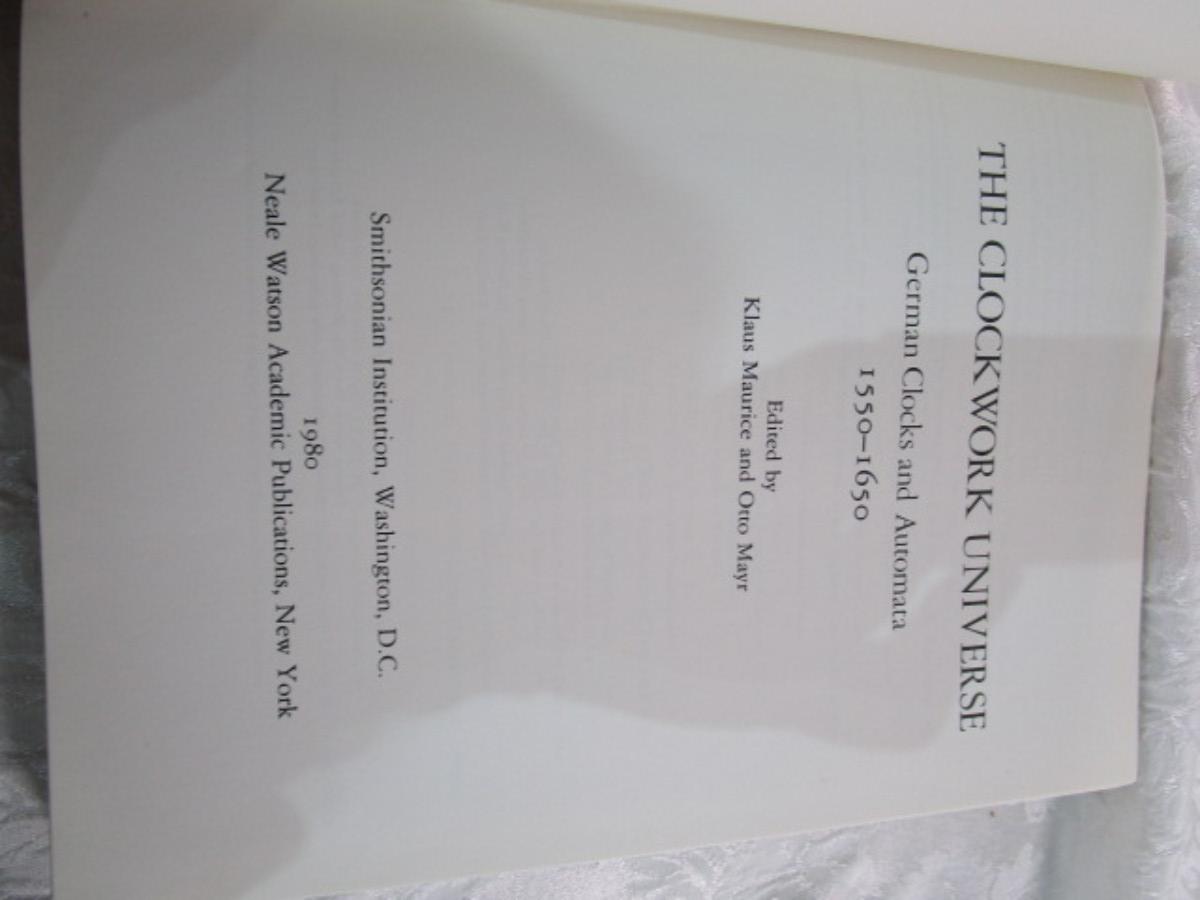 THE CLOCKWORK UNIVERSE
German Clocks and Automata
1550–1650
Edited by
Klaus Maurice and Otto Mayr
Smithsonian Institution, Washington, D.C.
1980
Neale Watson Academic Publications, New York